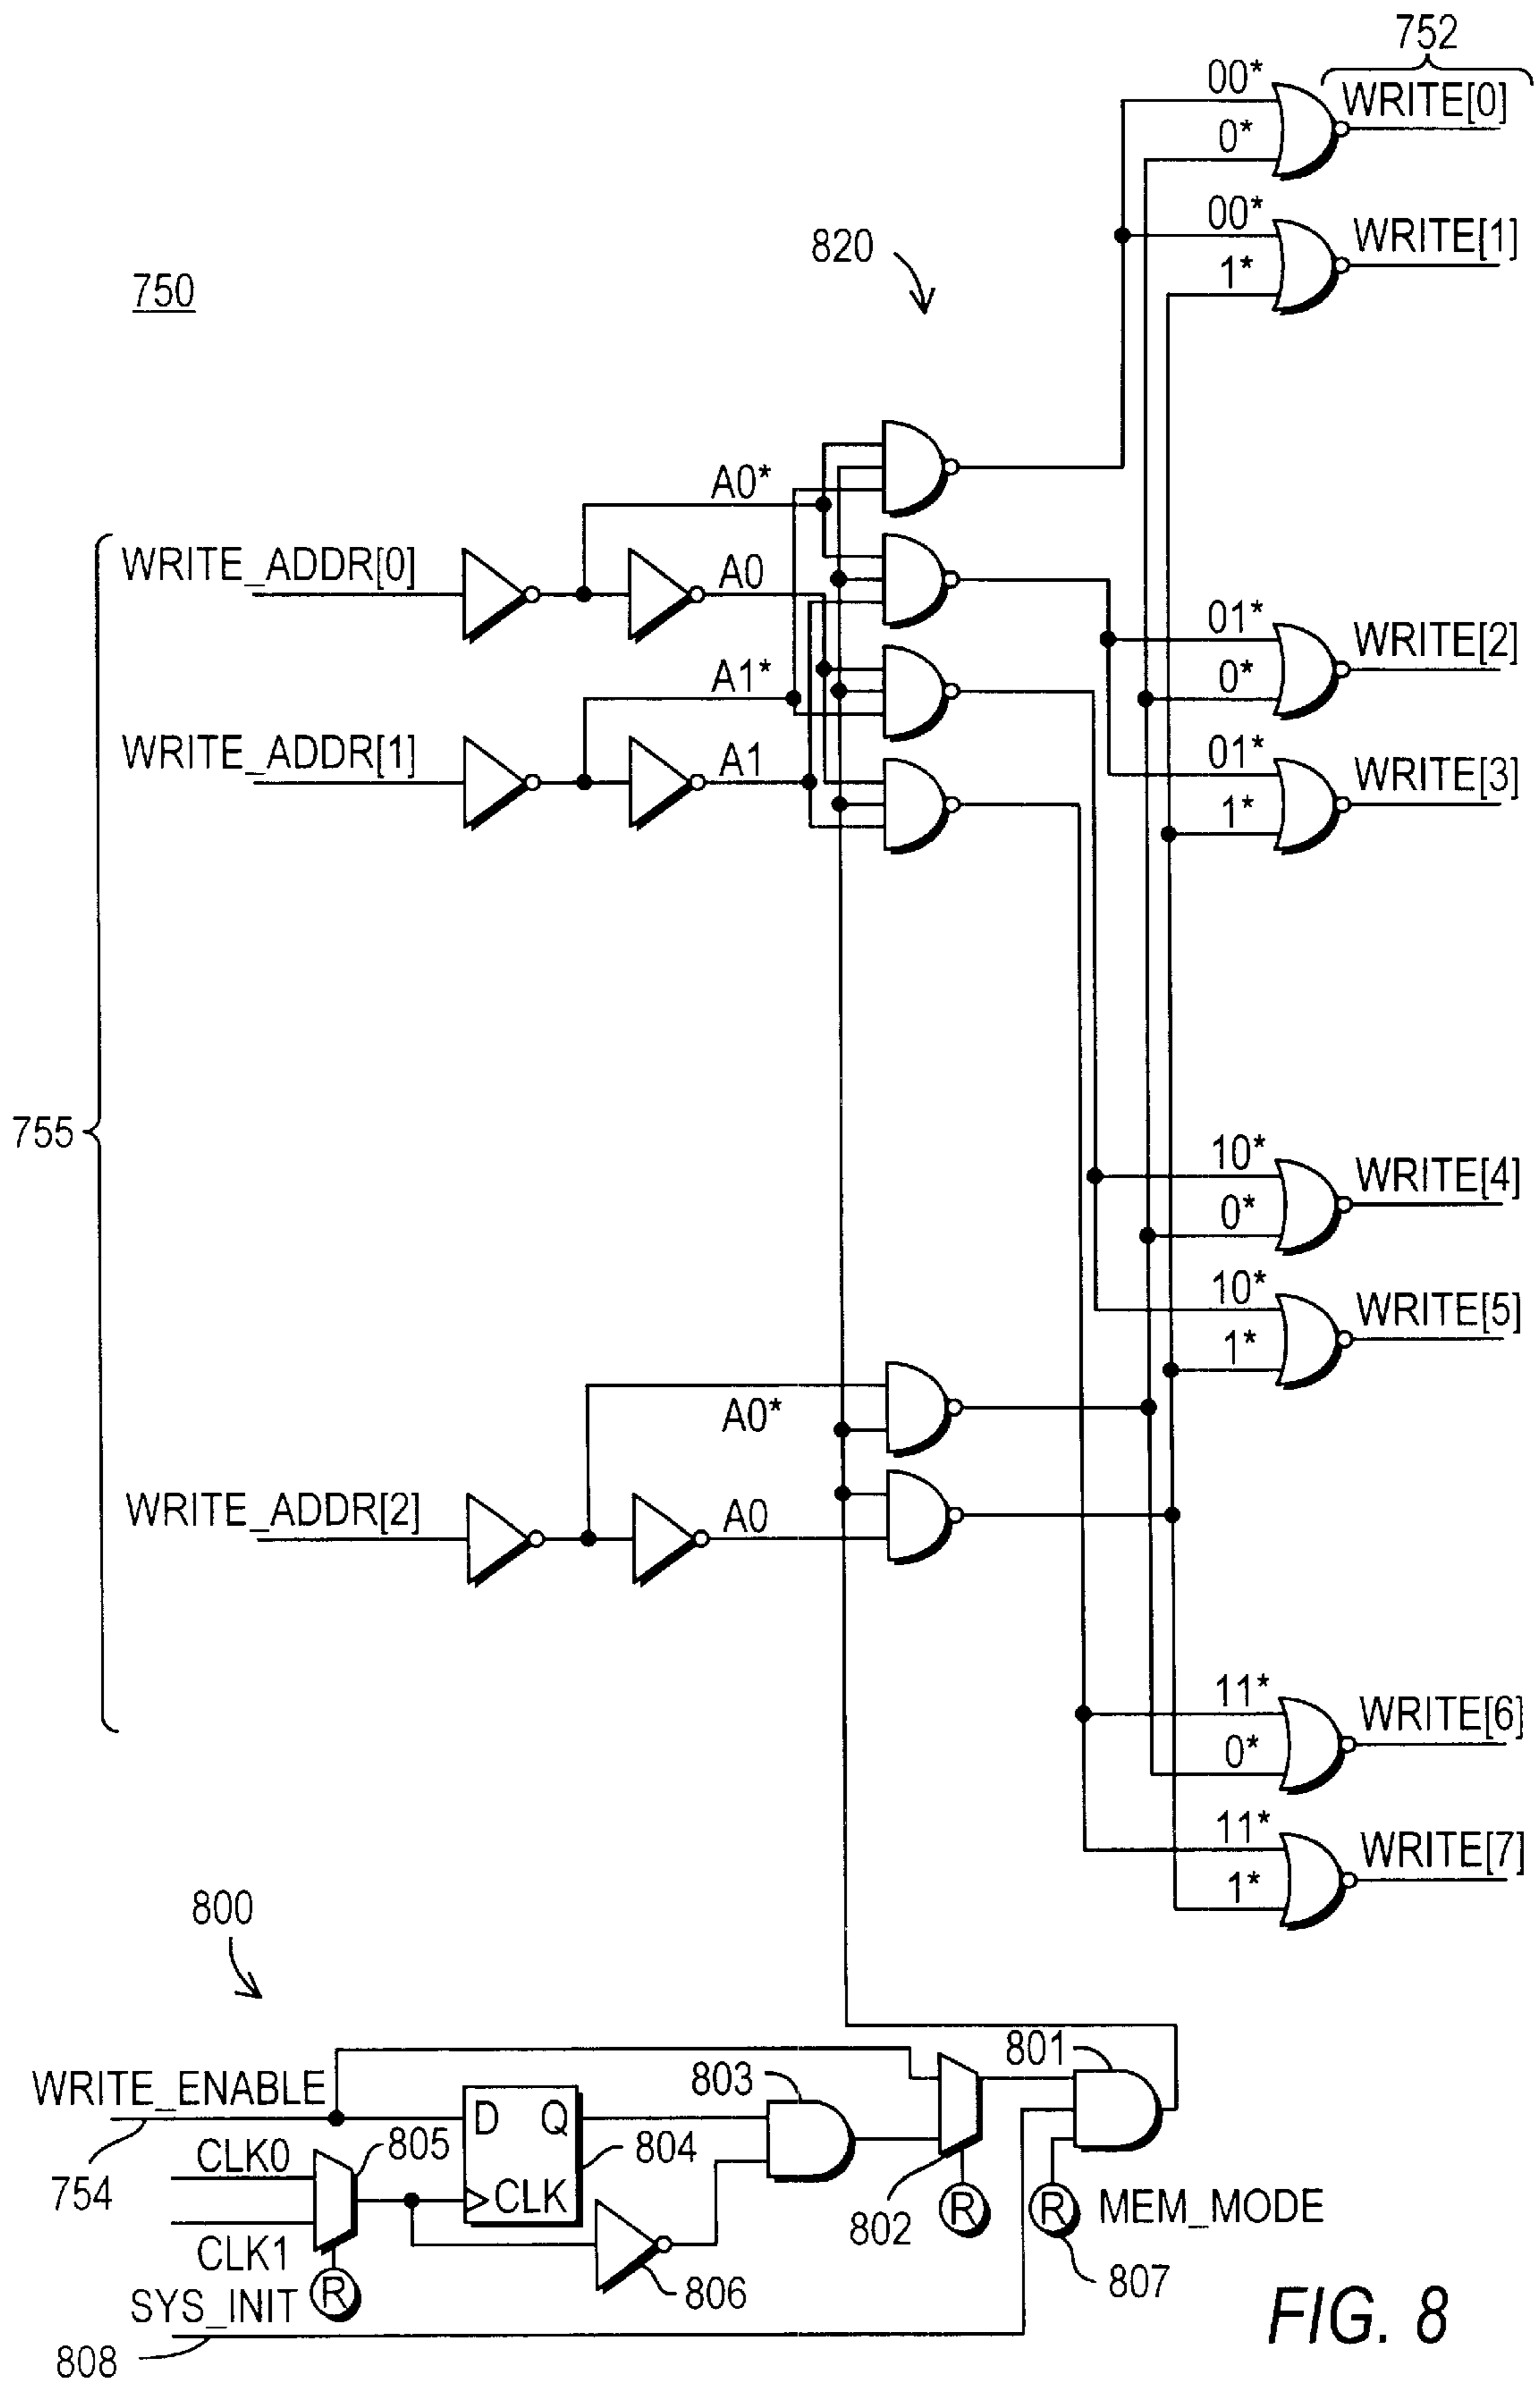 752
00* WRITE[0]
0*
00* WRITE[1]
1*
820
750
A0*
WRITE_ADDR[0] A0
01* WRITE[2]
0*
A1*
WRITE_ADDR[1] A1
01* WRITE[3]
1*
755
10* WRITE[4]
0*
10* WRITE[5]
1*
A0*
WRITE_ADDR[2] A0
11* WRITE[6]
0*
11* WRITE[7]
1*
800
801
WRITE_ENABLE 803
D Q
805 804
CLK0
754 CLK
CLK1
802 R R MEM_MODE
SYS_INIT R 806 807
808
FIG. 8